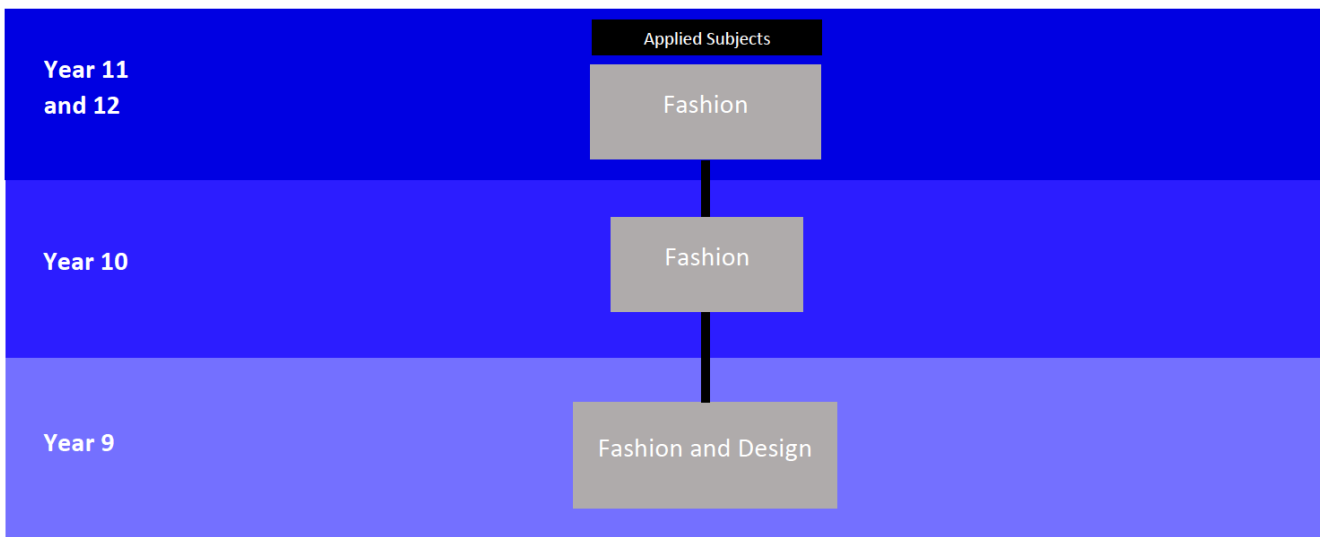 Applied Subjects
Year 11
and 12
Fashion
Year 10
Fashion
Year 9
Fashion and Design